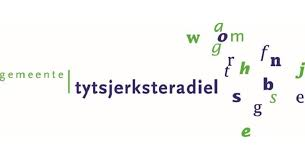 gemeente
tytsjerksteradiel
w a o m
g r f n
t h b j
s g s e
e